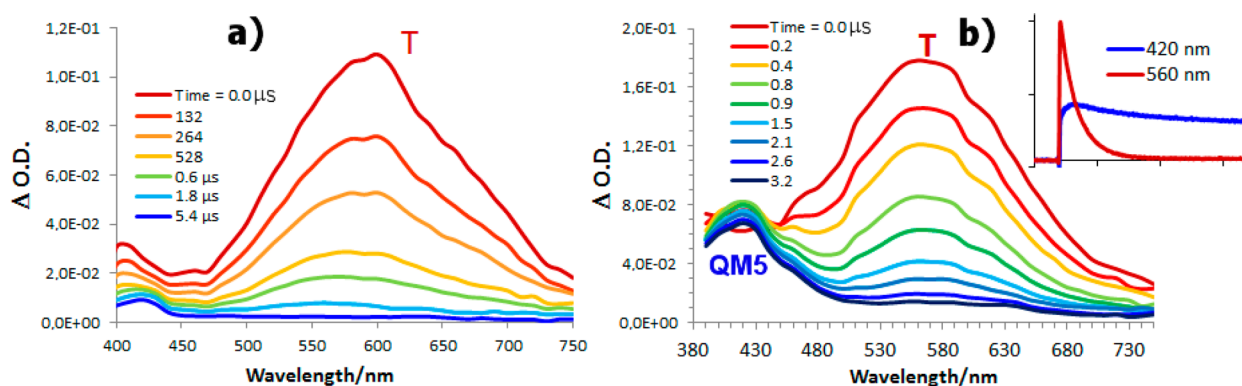 a)
T
1,2E-01
1,0E-01
8,0E-02
6,0E-02
4,0E-02
2,0E-02
0,0E+00
Δ O.D.
Time = 0.0 µS
132
264
528
0.6 µs
1.8 µs
5.4 µs
400 450 500 550 600 650 700 750
Wavelength/nm
b)
T
2,0E-01
1,6E-01
1,2E-01
8,0E-02
4,0E-02
0,0E+00
Δ O.D.
Time = 0.0 µS
0.2
0.4
0.8
0.9
1.5
2.1
2.6
3.2
QM5
420 nm
560 nm
380 430 480 530 580 630 680 730
Wavelength/nm